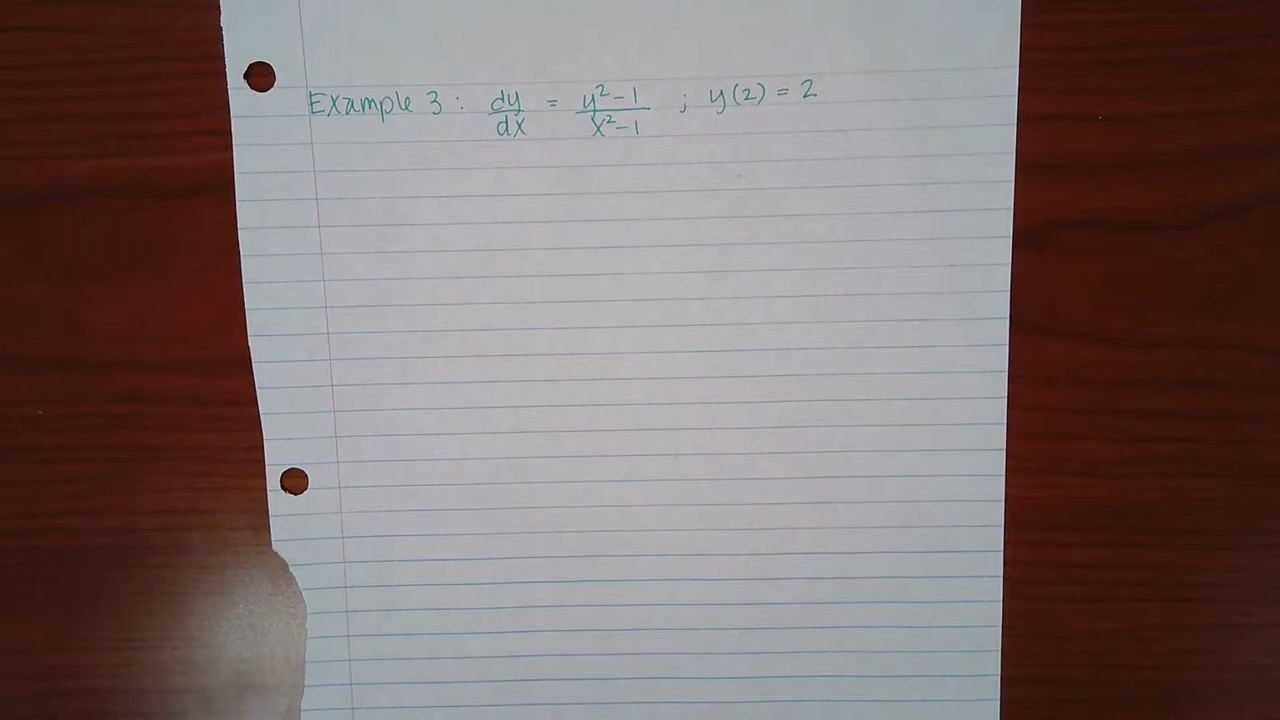 Example 3 : dy/dx = y²-1/x²-1 ; y(2) = 2